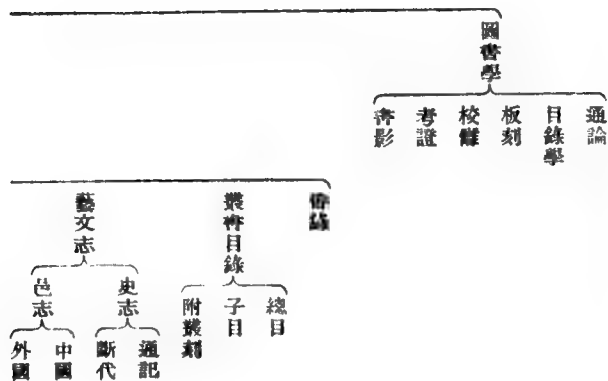 圖書學
通論
目錄學
板刻
校讎
考證
書影
書錄
叢書目錄
總目
子目
附叢刻
藝文志
史志
通記
斷代
邑志
中國
外國